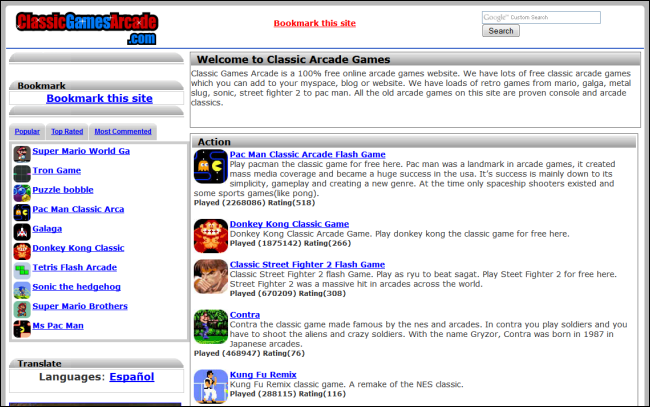 ClassicGamesArcade
.com
Bookmark this site
Google™ Custom Search
Search
Bookmark
Bookmark this site
Popular
Top Rated
Most Commented
Super Mario World Ga
Tron Game
Puzzle bobble
Pac Man Classic Arca
Galaga
Donkey Kong Classic
Tetris Flash Arcade
Sonic the hedgehog
Super Mario Brothers
Ms Pac Man
Translate
Languages: Español
Welcome to Classic Arcade Games
Classic Games Arcade is a 100% free online arcade games website. We have lots of free classic arcade games
which you can add to your myspace, blog or website. We have loads of retro games from mario, galga, metal
slug, sonic, street fighter 2 to pac man. All the old arcade games on this site are proven console and arcade
classics.
Action
Pac Man Classic Arcade Flash Game
Play pacman the classic game for free here. Pac man was a landmark in arcade games, it created
mass media coverage and became a huge success in the usa. It's success is mainly down to its
simplicity, gameplay and creating a new genre. At the time only spaceship shooters existed and
some sports games(like pong).
Played (2268086) Rating(518)
Donkey Kong Classic Game
Donkey Kong Classic Arcade Game. Play donkey kong the classic game for free here.
Played (1875142) Rating(266)
Classic Street Fighter 2 Flash Game
Classic Street Fighter 2 flash Game. Play as ryu to beat sagat. Play Steet Fighter 2 for free here.
Street Fighter 2 was a massive hit in arcades across the world.
Played (670209) Rating(308)
Contra
Contra the classic game made famous by the nes and arcades. In contra you play soldiers and you
have to shoot the aliens and crazy soldiers. With the name Gryzor, Contra was born in 1987 in
Japanese arcades.
Played (468947) Rating(76)
Kung Fu Remix
Kung Fu Remix classic game. A remake of the NES classic.
Played (288115) Rating(116)